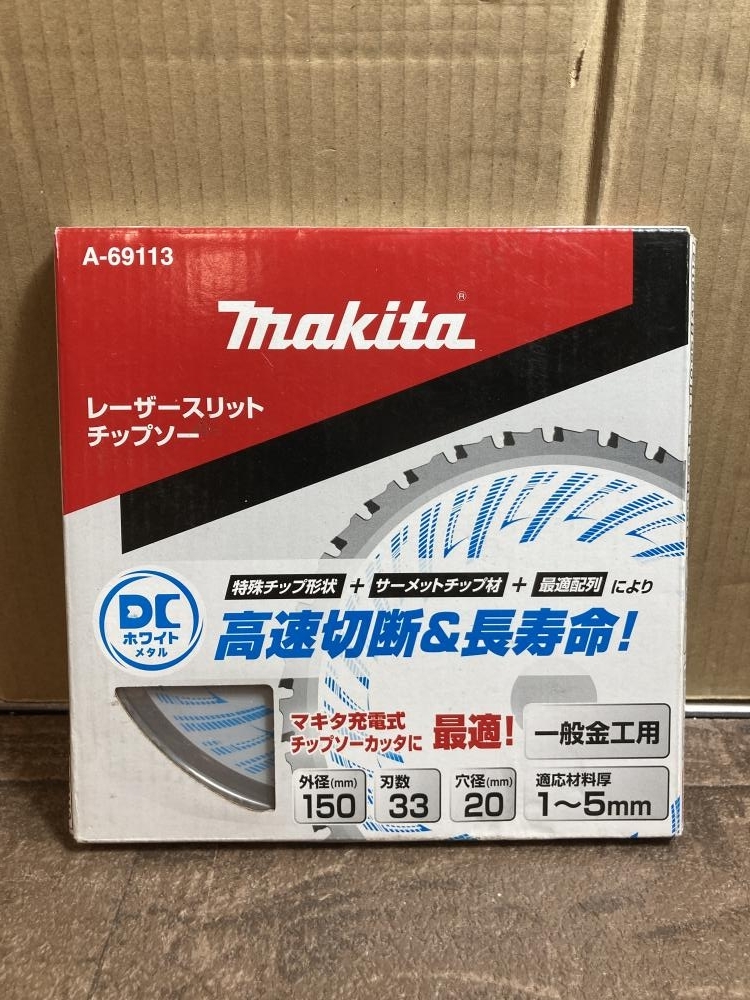 A-69113
makita®
レーザースリット
チップソー
DC
ホワイト
メタル
特殊チップ形状 + サーメットチップ材 + 最適配列 により
高速切断&長寿命!
マキタ充電式
チップソーカッタに 最適!
一般金工用
外径(mm) 150
刃数 33
穴径(mm) 20
適応材料厚
1~5mm